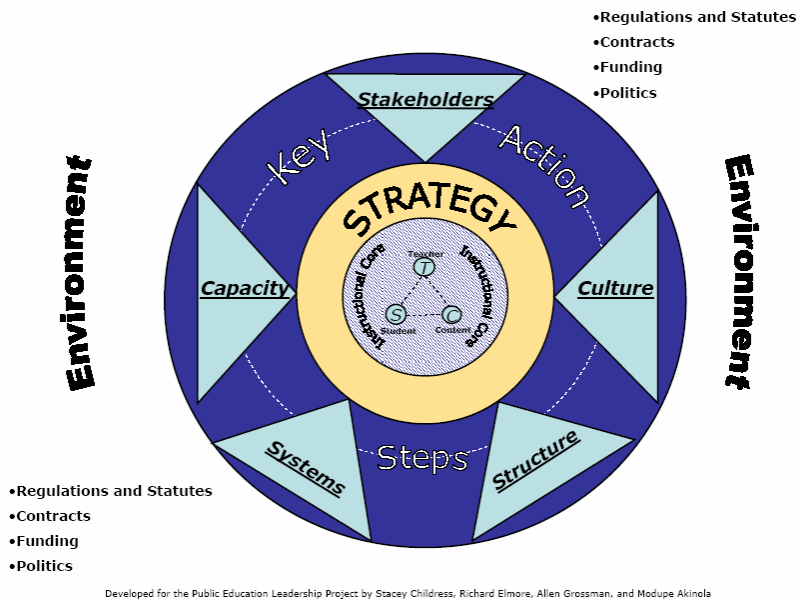 •Regulations and Statutes
•Contracts
•Funding
•Politics
Stakeholders
Key
Action
Environment
Environment
STRATEGY
Instructional Core
Instructional Core
Teacher
T
Capacity
Culture
S
C
Student
Content
Steps
Systems
Structure
•Regulations and Statutes
•Contracts
•Funding
•Politics
Developed for the Public Education Leadership Project by Stacey Childress, Richard Elmore, Allen Grossman, and Modupe Akinola